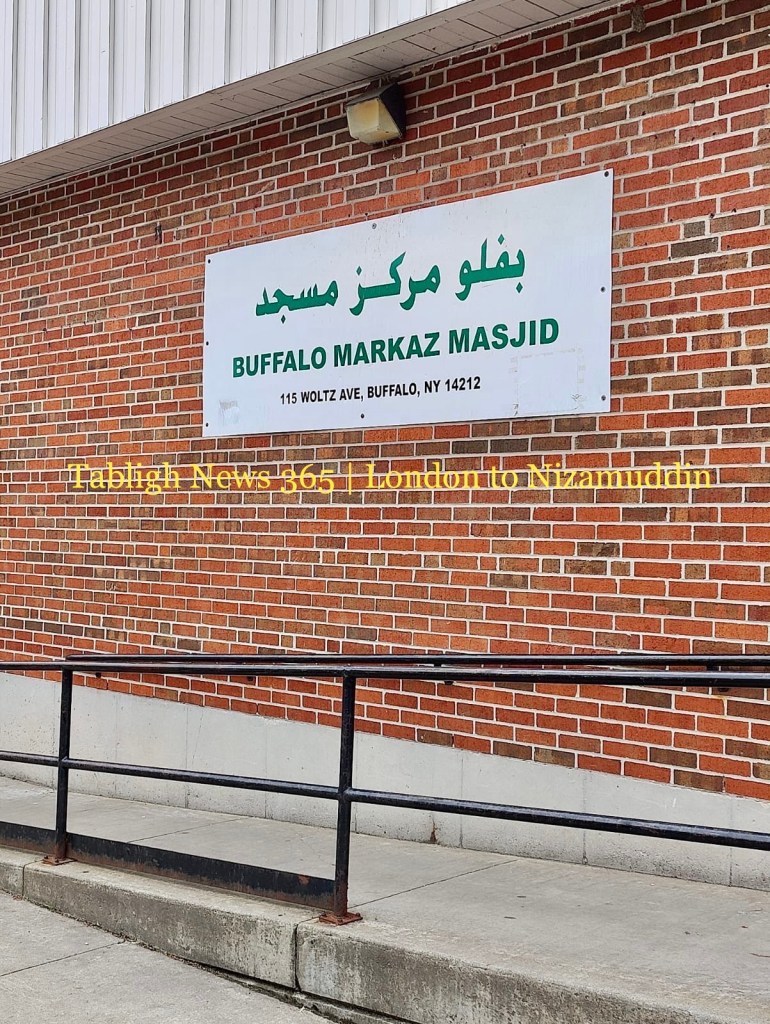 بفلو مركز مسجد
BUFFALO MARKAZ MASJID
115 WOLTZ AVE, BUFFALO, NY 14212
Tabligh News 365 | London to Nizamuddin